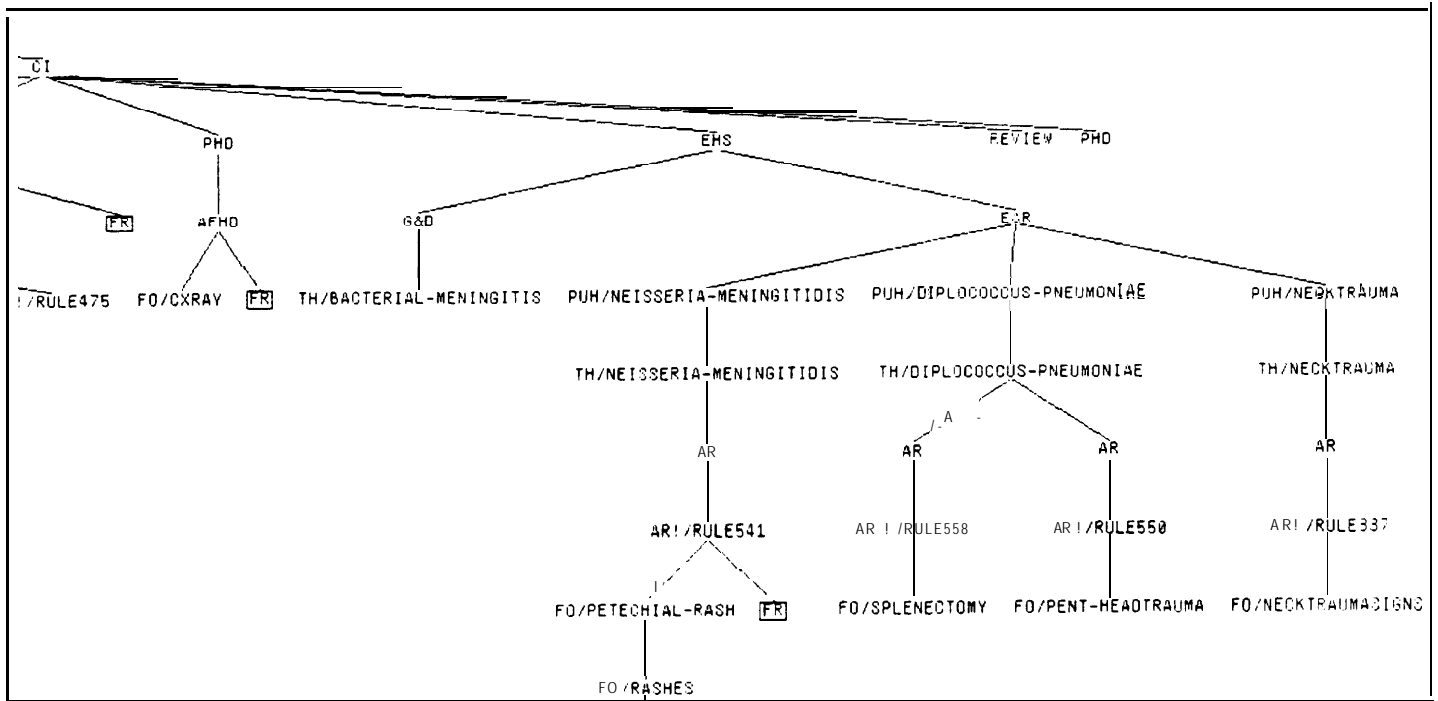 CI
PHD EHS REVIEW PHD
FR AFHD G&D EAR
!/RULE475 FO/CXRAY FR TH/BACTERIAL-MENINGITIS PUH/NEISSERIA-MENINGITIDIS PUH/DIPLOCOCCUS-PNEUMONIAE PUH/NECKTRAUMA
TH/NEISSERIA-MENINGITIDIS TH/DIPLOCOCCUS-PNEUMONIAE TH/NECKTRAUMA
AR AR AR AR
AR!/RULE541 AR!/RULE558 AR!/RULE550 AR!/RULE337
FO/PETECHIAL-RASH FR FO/SPLENECTOMY FO/PENT-HEADTRAUMA FO/NECKTRAUMASIGNS
FO/RASHES